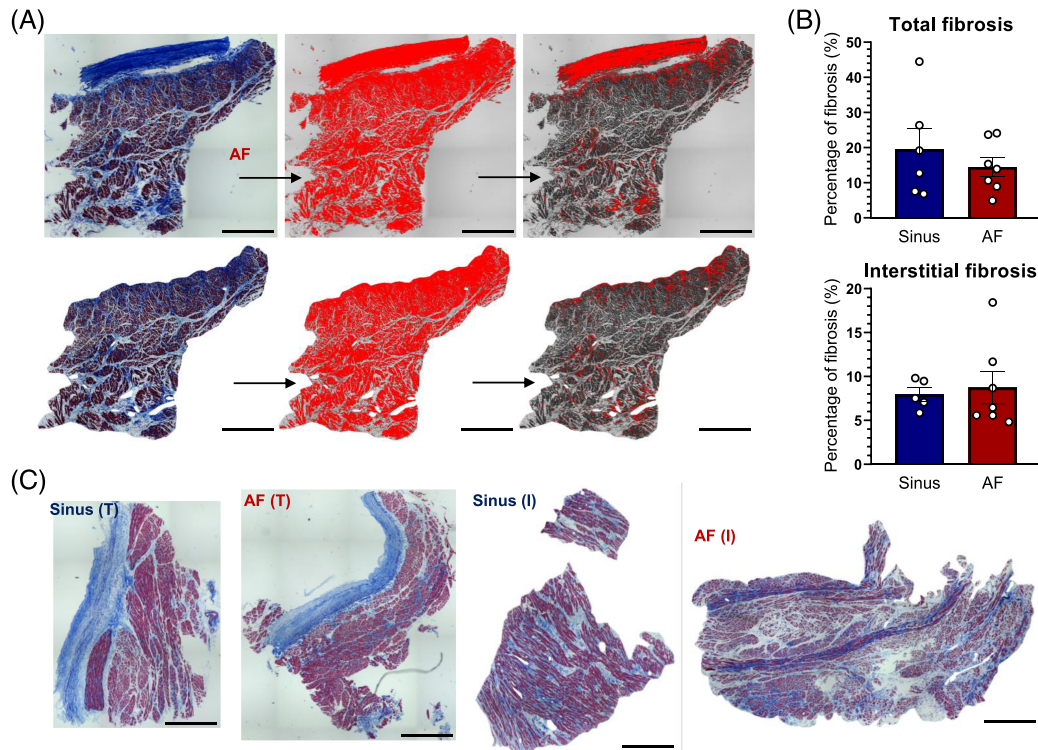 (A)
AF
(B)
Total fibrosis
Percentage of fibrosis (%)
50
40
30
20
10
0
Sinus AF
Interstitial fibrosis
Percentage of fibrosis (%)
20
15
10
5
0
Sinus AF
(C)
Sinus (T)
AF (T)
Sinus (I)
AF (I)